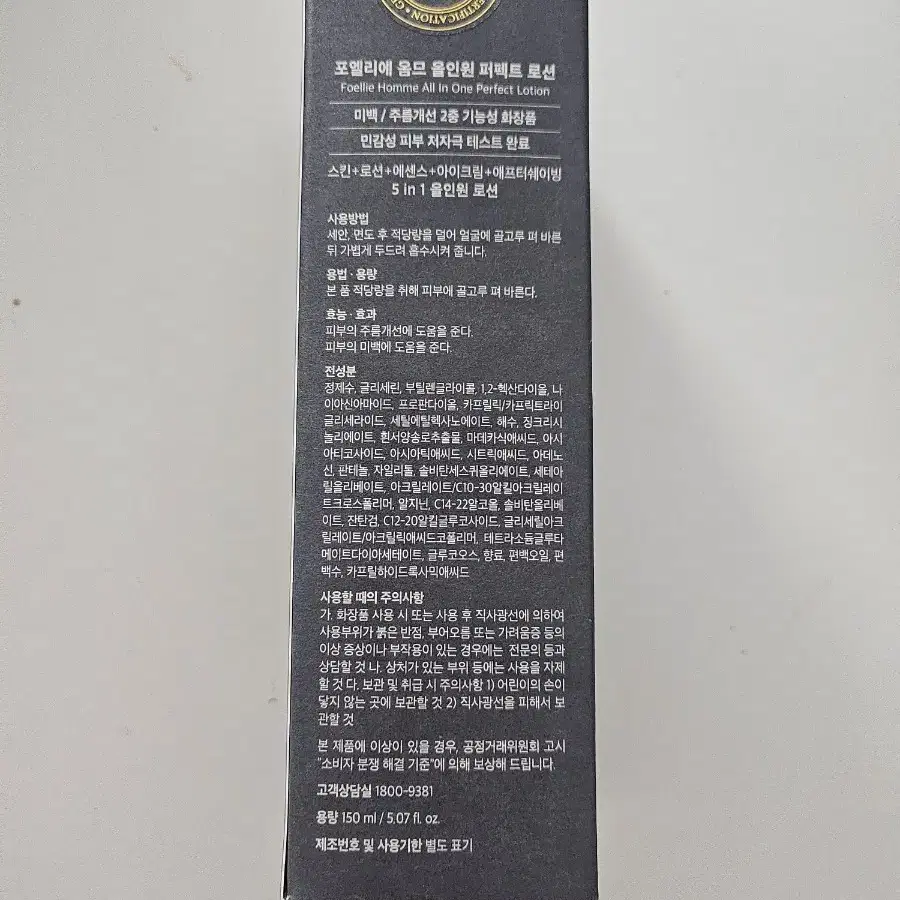 CERTIFICATION
포엘리에 옴므 올인원 퍼펙트 로션
Foellie Homme All In One Perfect Lotion
미백 / 주름개선 2중 기능성 화장품
민감성 피부 저자극 테스트 완료
스킨+로션+에센스+아이크림+애프터쉐이빙
5 in 1 올인원 로션
사용방법
세안, 면도 후 적당량을 덜어 얼굴에 골고루 펴 바른
뒤 가볍게 두드려 흡수시켜 줍니다.
용법 · 용량
본 품 적당량을 취해 피부에 골고루 펴 바른다.
효능 · 효과
피부의 주름개선에 도움을 준다.
피부의 미백에 도움을 준다.
전성분
정제수, 글리세린, 부틸렌글라이콜, 1,2-헥산다이올, 나
이아신아마이드, 프로판다이올, 카프릴릭/카프릭트라이
글리세라이드, 세틸에틸헥사노에이트, 해수, 징크리시
놀리에이트, 흰서양송로추출물, 마데카식애씨드, 아시
아티코사이드, 아시아틱애씨드, 시트릭애씨드, 아데노
신, 판테놀, 자일리톨, 솔비탄세스퀴올리에이트, 세테아
릴올리베이트, 아크릴레이트/C10-30알킬아크릴레이
트크로스폴리머, 알지닌, C14-22알코올, 솔비탄올리베
이트, 잔탄검, C12-20알킬글루코사이드, 글리세릴아크
릴레이트/아크릴릭애씨드코폴리머, 테트라소듐글루타
메이트다이아세테이트, 글루코오스, 향료, 편백오일, 편
백수, 카프릴하이드록사믹애씨드
사용할 때의 주의사항
가. 화장품 사용 시 또는 사용 후 직사광선에 의하여
사용부위가 붉은 반점, 부어오름 또는 가려움증 등의
이상 증상이나 부작용이 있는 경우에는 전문의 등과
상담할 것 나. 상처가 있는 부위 등에는 사용을 자제
할 것 다. 보관 및 취급 시 주의사항 1) 어린이의 손이
닿지 않는 곳에 보관할 것 2) 직사광선을 피해서 보
관할 것
본 제품에 이상이 있을 경우, 공정거래위원회 고시
"소비자 분쟁 해결 기준"에 의해 보상해 드립니다.
고객상담실 1800-9381
용량 150 ml / 5.07 fl. oz.
제조번호 및 사용기한 별도 표기